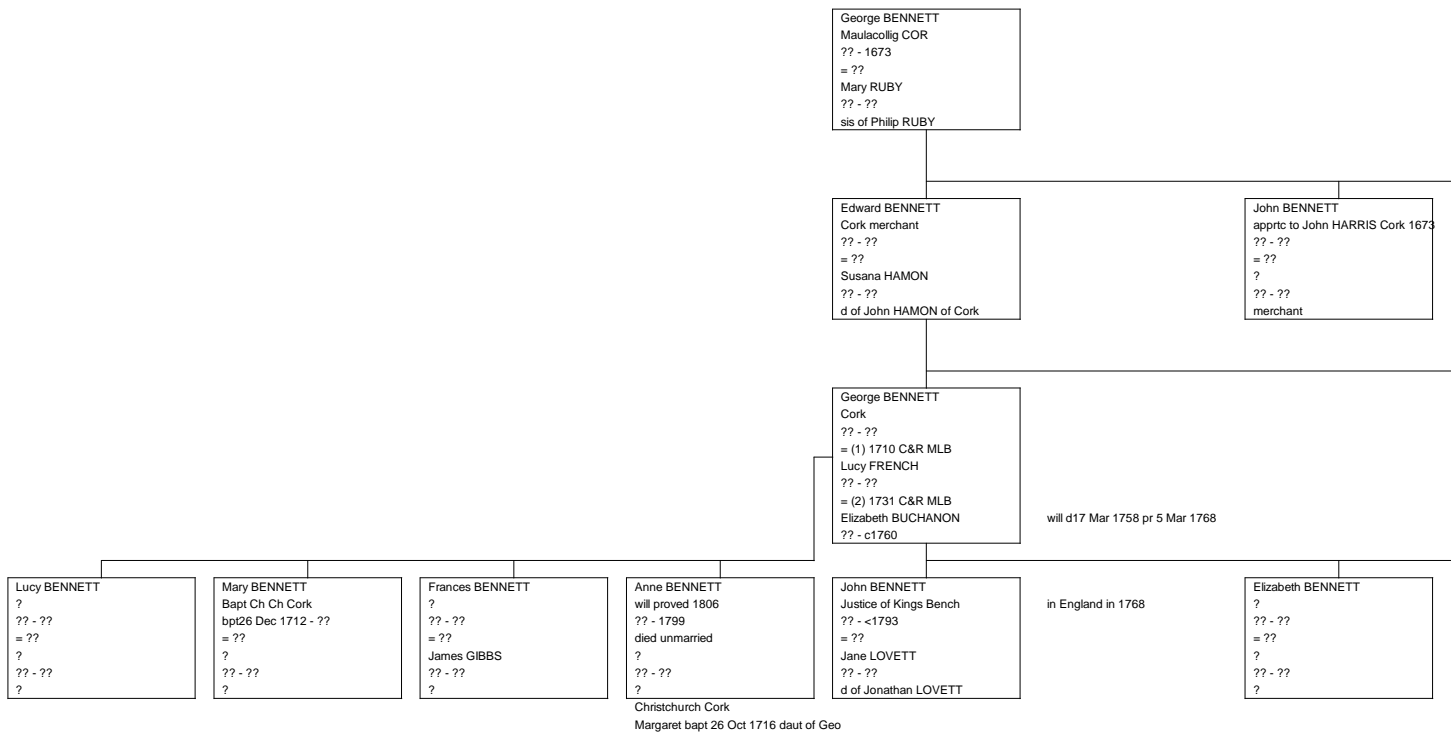 George BENNETT
Maulacollig COR
?? - 1673
= ??
Mary RUBY
?? - ??
sis of Philip RUBY
Edward BENNETT
Cork merchant
?? - ??
= ??
Susana HAMON
?? - ??
d of John HAMON of Cork
John BENNETT
apprtc to John HARRIS Cork 1673
?? - ??
= ??
?
?? - ??
merchant
George BENNETT
Cork
?? - ??
= (1) 1710 C&R MLB
Lucy FRENCH
?? - ??
= (2) 1731 C&R MLB
Elizabeth BUCHANON
?? - c1760
will d17 Mar 1758 pr 5 Mar 1768
Lucy BENNETT
?
?? - ??
= ??
?
?? - ??
?
Mary BENNETT
Bapt Ch Ch Cork
bpt26 Dec 1712 - ??
= ??
?
?? - ??
?
Frances BENNETT
?
?? - ??
= ??
James GIBBS
?? - ??
?
Anne BENNETT
will proved 1806
?? - 1799
died unmarried
?
?? - ??
?
Christchurch Cork
Margaret bapt 26 Oct 1716 daut of Geo
John BENNETT
Justice of Kings Bench
?? - <1793
= ??
Jane LOVETT
?? - ??
d of Jonathan LOVETT
in England in 1768
Elizabeth BENNETT
?
?? - ??
= ??
?
?? - ??
?